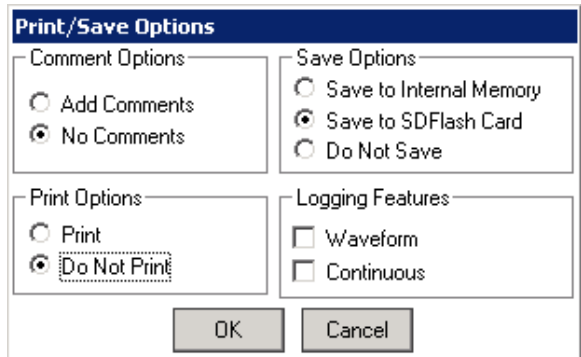 Print/Save Options
Comment Options
Add Comments
No Comments
Save Options
Save to Internal Memory
Save to SDFlash Card
Do Not Save
Print Options
Print
Do Not Print
Logging Features
Waveform
Continuous
OK
Cancel